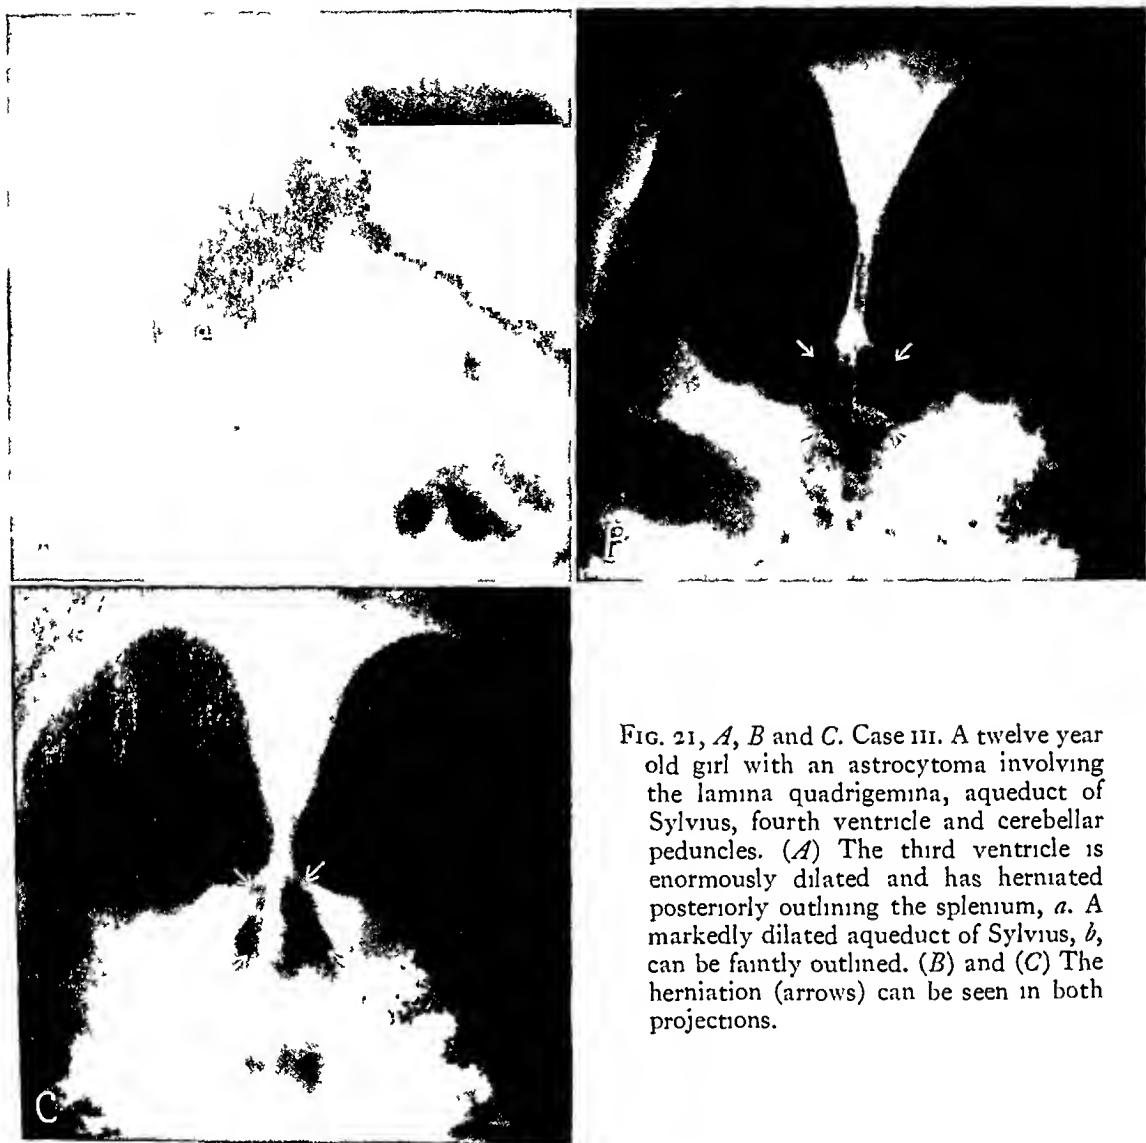 C
FIG. 21, A, B and C. Case III. A twelve year
old girl with an astrocytoma involving
the lamina quadrigemina, aqueduct of
Sylvius, fourth ventricle and cerebellar
peduncles. (A) The third ventricle is
enormously dilated and has herniated
posteriorly outlining the splenium, a. A
markedly dilated aqueduct of Sylvius, b,
can be faintly outlined. (B) and (C) The
herniation (arrows) can be seen in both
projections.